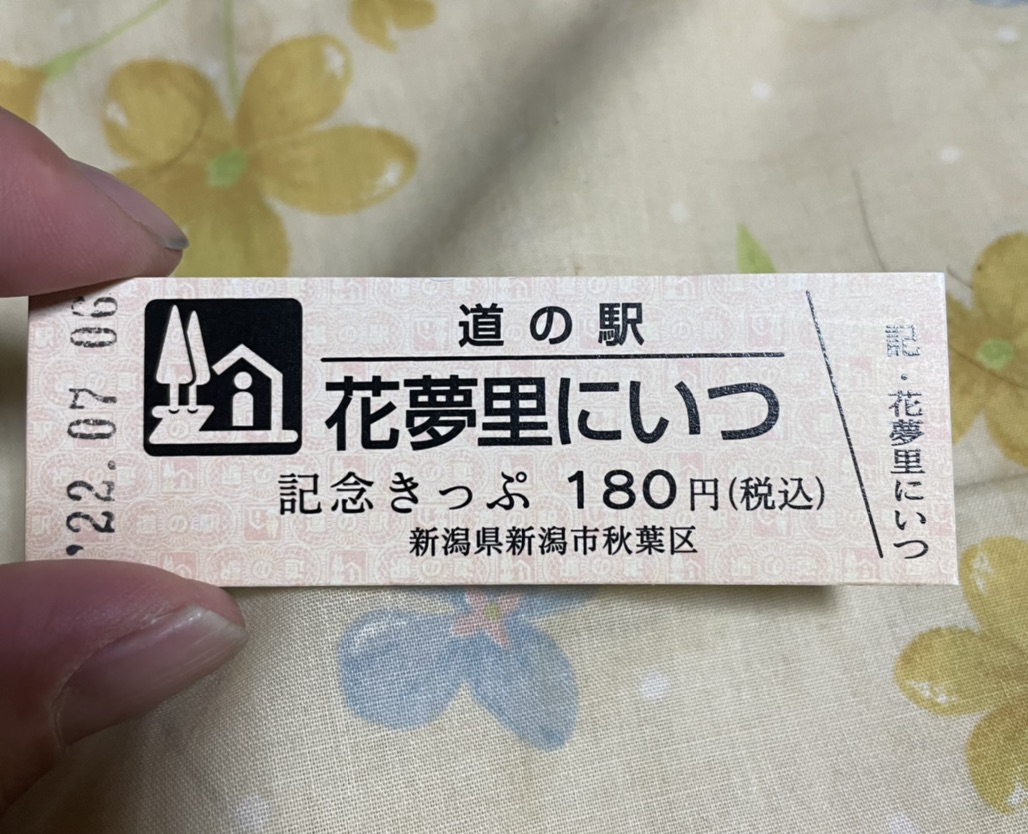 '22.07 06
道の駅
花夢里にいつ
記念きっぷ 180円(税込)
新潟県新潟市秋葉区
記・花夢里にいつ